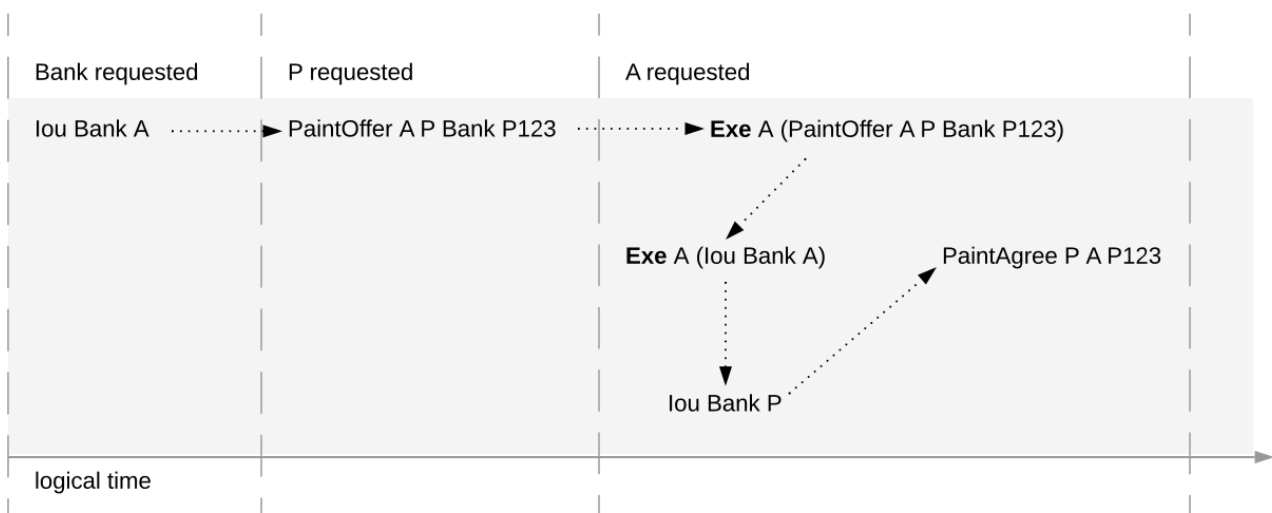 Bank requested
P requested
A requested
Iou Bank A
PaintOffer A P Bank P123
Exe A (PaintOffer A P Bank P123)
Exe A (Iou Bank A)
PaintAgree P A P123
Iou Bank P
logical time